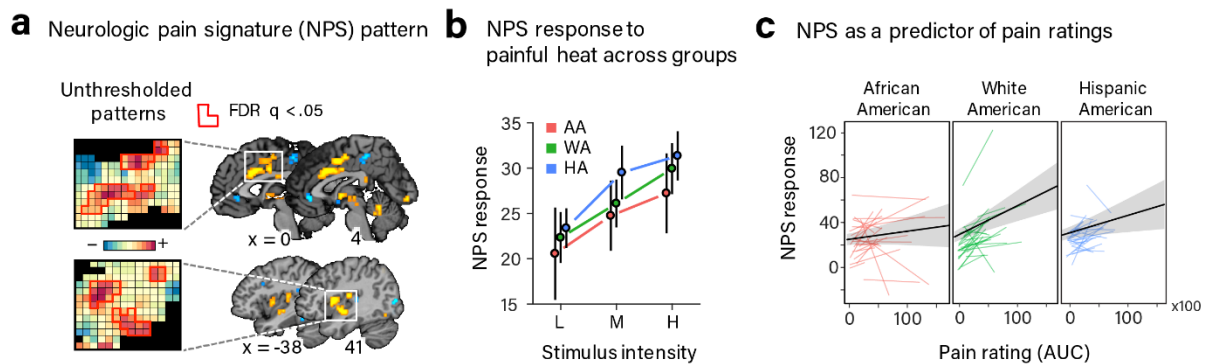 a Neurologic pain signature (NPS) pattern
Unthresholded
patterns
FDR q <.05
− +
x = 0
4
x = -38
41
b NPS response to
painful heat across groups
35
30
25
20
15
NPS response
AA
WA
HA
L M H
Stimulus intensity
c NPS as a predictor of pain ratings
African
American
White
American
Hispanic
American
120
80
40
0
NPS response
0 100
0 100
0 100
x100
Pain rating (AUC)